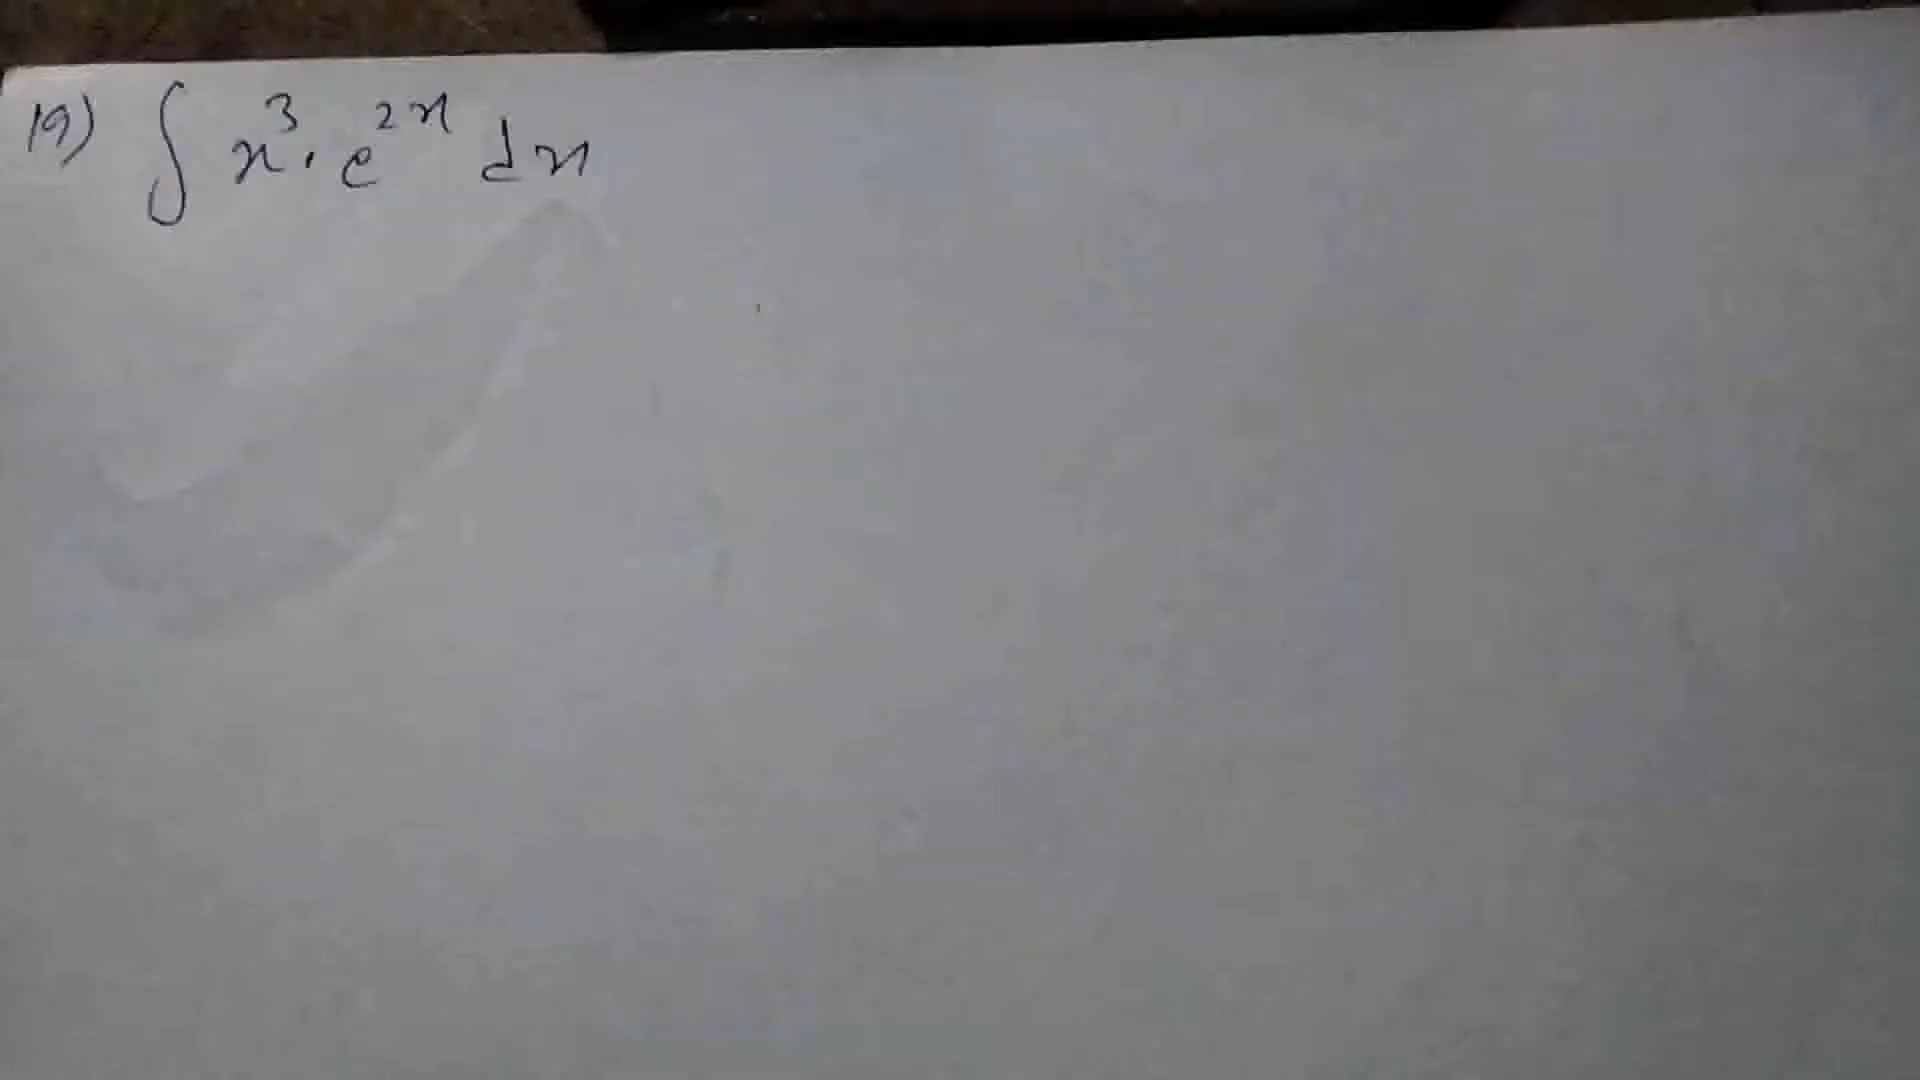 19) ∫ x³. e²ˣ dx